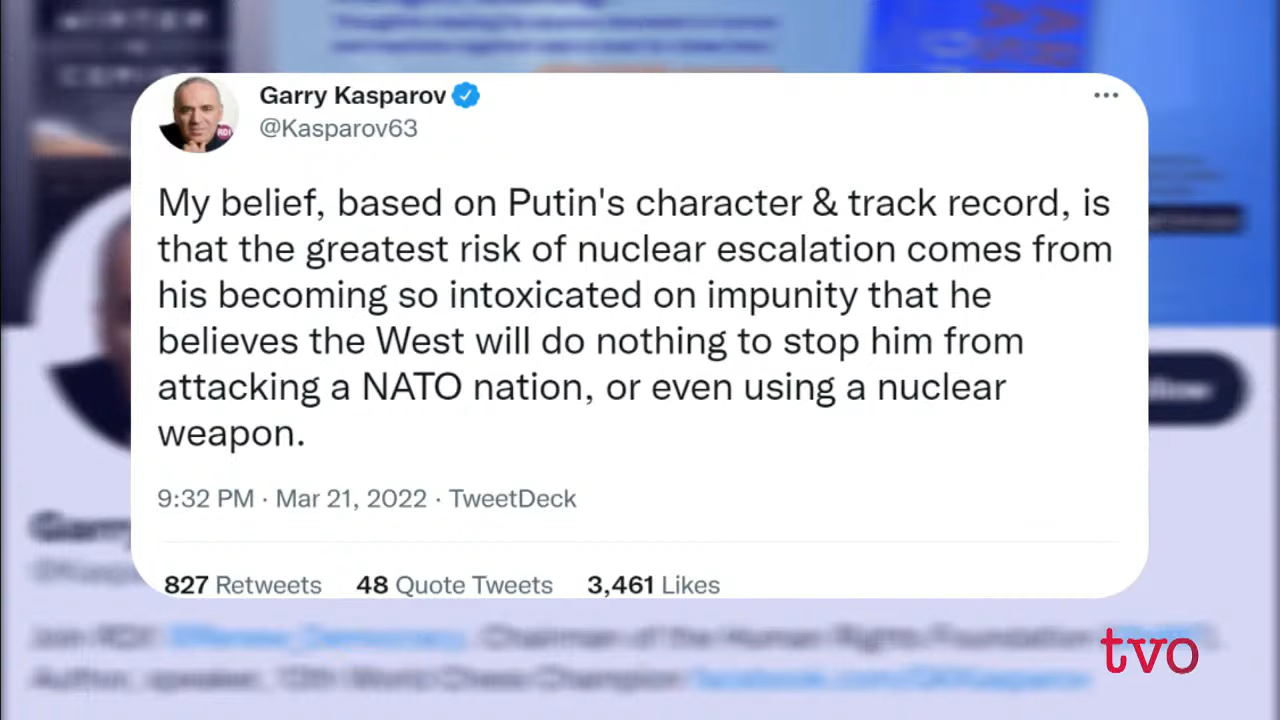 Garry Kasparov
@Kasparov63
My belief, based on Putin's character & track record, is
that the greatest risk of nuclear escalation comes from
his becoming so intoxicated on impunity that he
believes the West will do nothing to stop him from
attacking a NATO nation, or even using a nuclear
weapon.
9:32 PM · Mar 21, 2022 · TweetDeck
827 Retweets 48 Quote Tweets 3,461 Likes
tvo